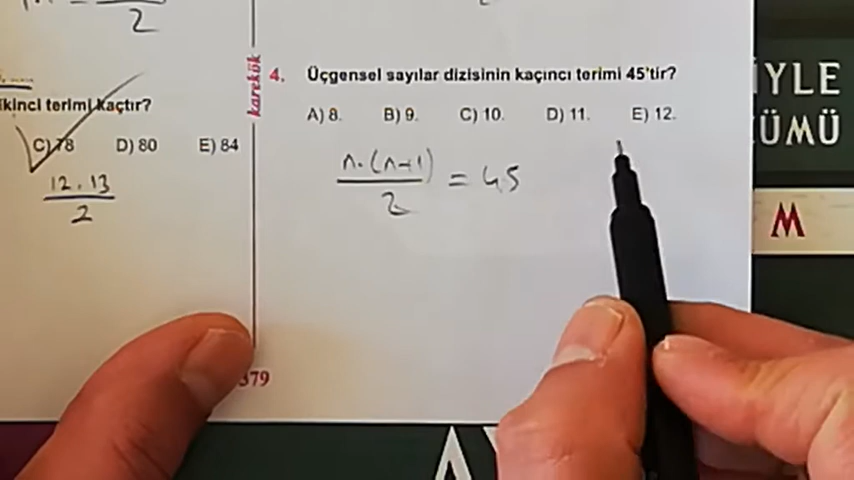 2
ikinci terimi kaçtır?
C) 78 D) 80 E) 84
12.13
2
karekök
4. Üçgensel sayılar dizisinin kaçıncı terimi 45'tir?
A) 8. B) 9. C) 10. D) 11. E) 12.
n.(n+1)
2
= 45
379
İYLE
ÜMÜ
M